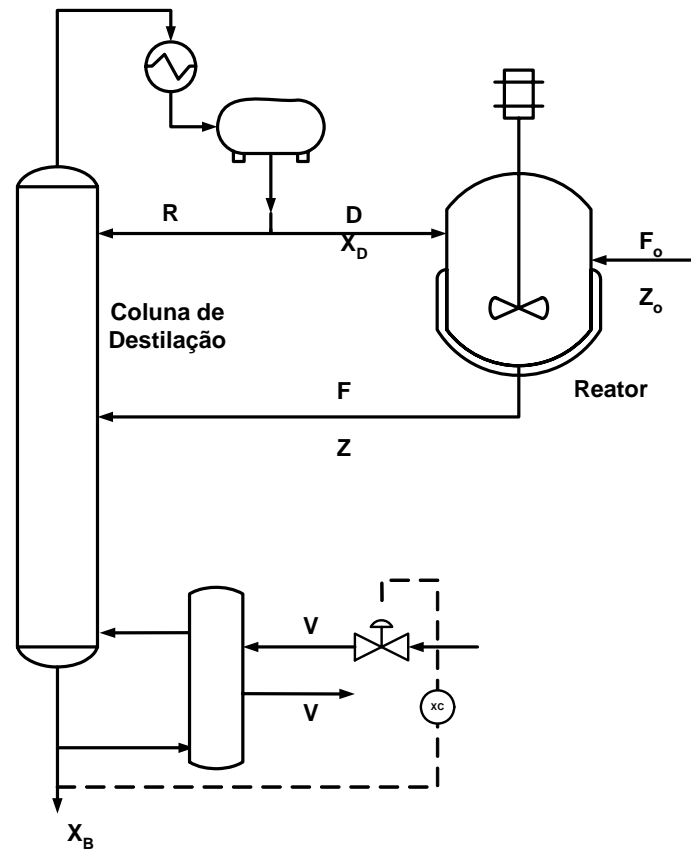 R
D
X_D
F_o
Z_o
Coluna de
Destilação
Reator
F
Z
V
XC
V
X_B